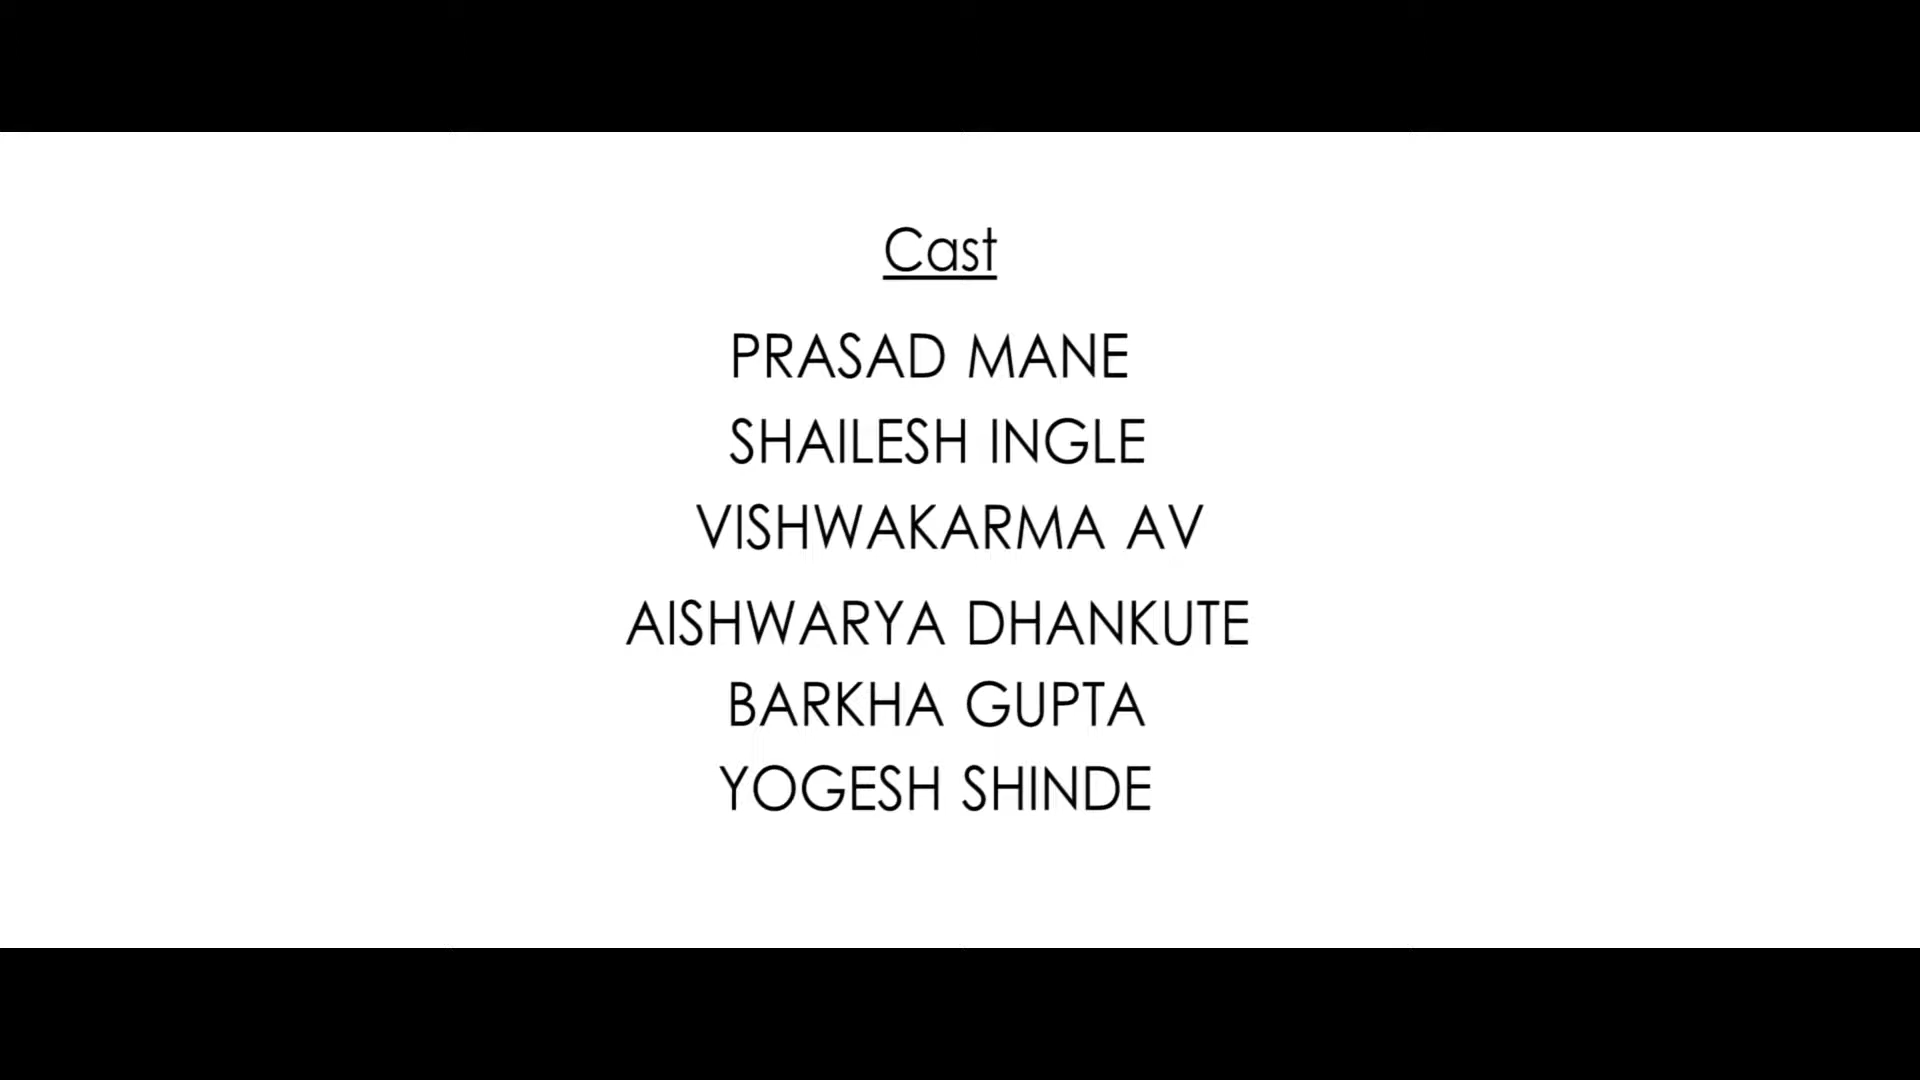 Cast
PRASAD MANE
SHAILESH INGLE
VISHWAKARMA AV
AISHWARYA DHANKUTE
BARKHA GUPTA
YOGESH SHINDE